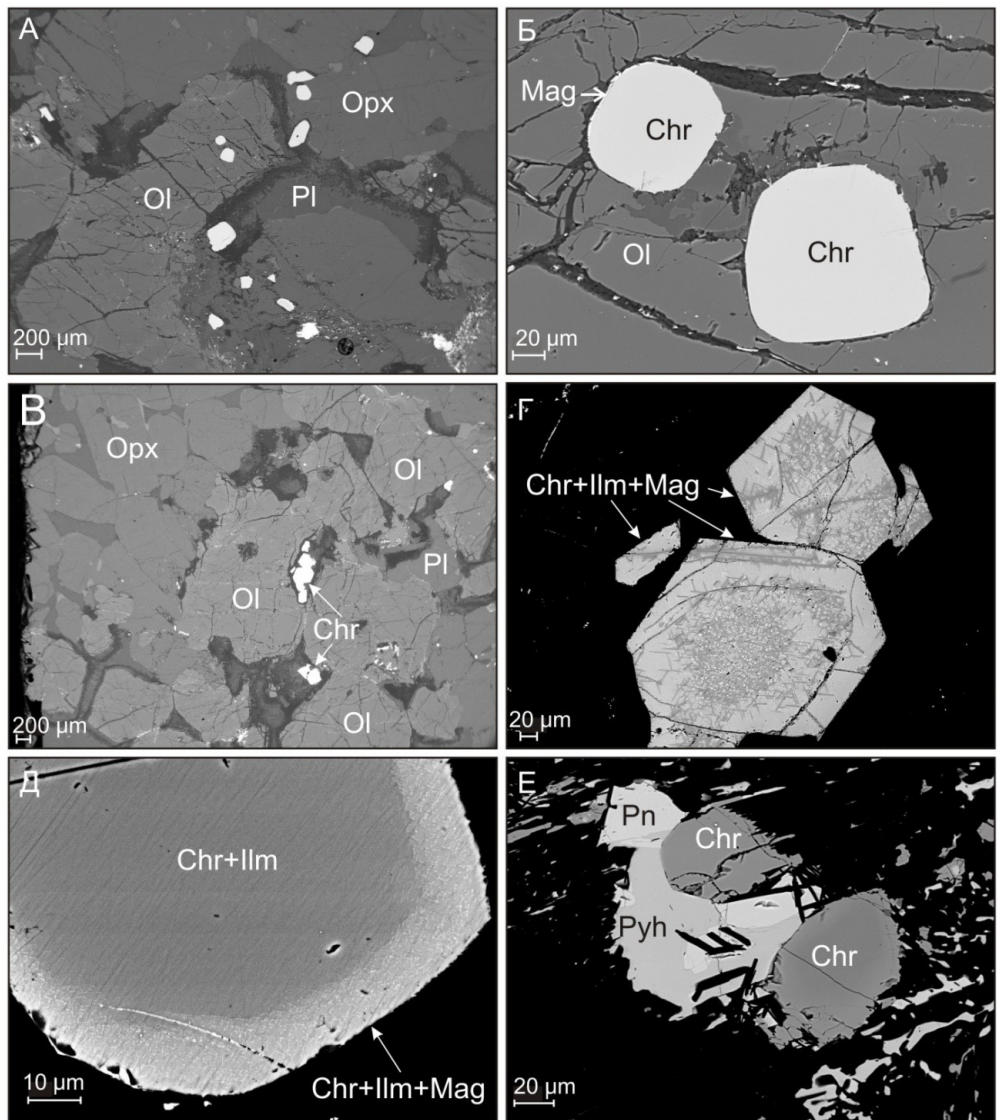 А
Opx
Ol
Pl
200 µm
Б
Mag
Chr
Chr
Ol
20 µm
В
Opx
Ol
Pl
Ol
Chr
Ol
200 µm
Г
Chr+Ilm+Mag
20 µm
Д
Chr+Ilm
Chr+Ilm+Mag
10 µm
Е
Pn
Chr
Pyh
Chr
20 µm